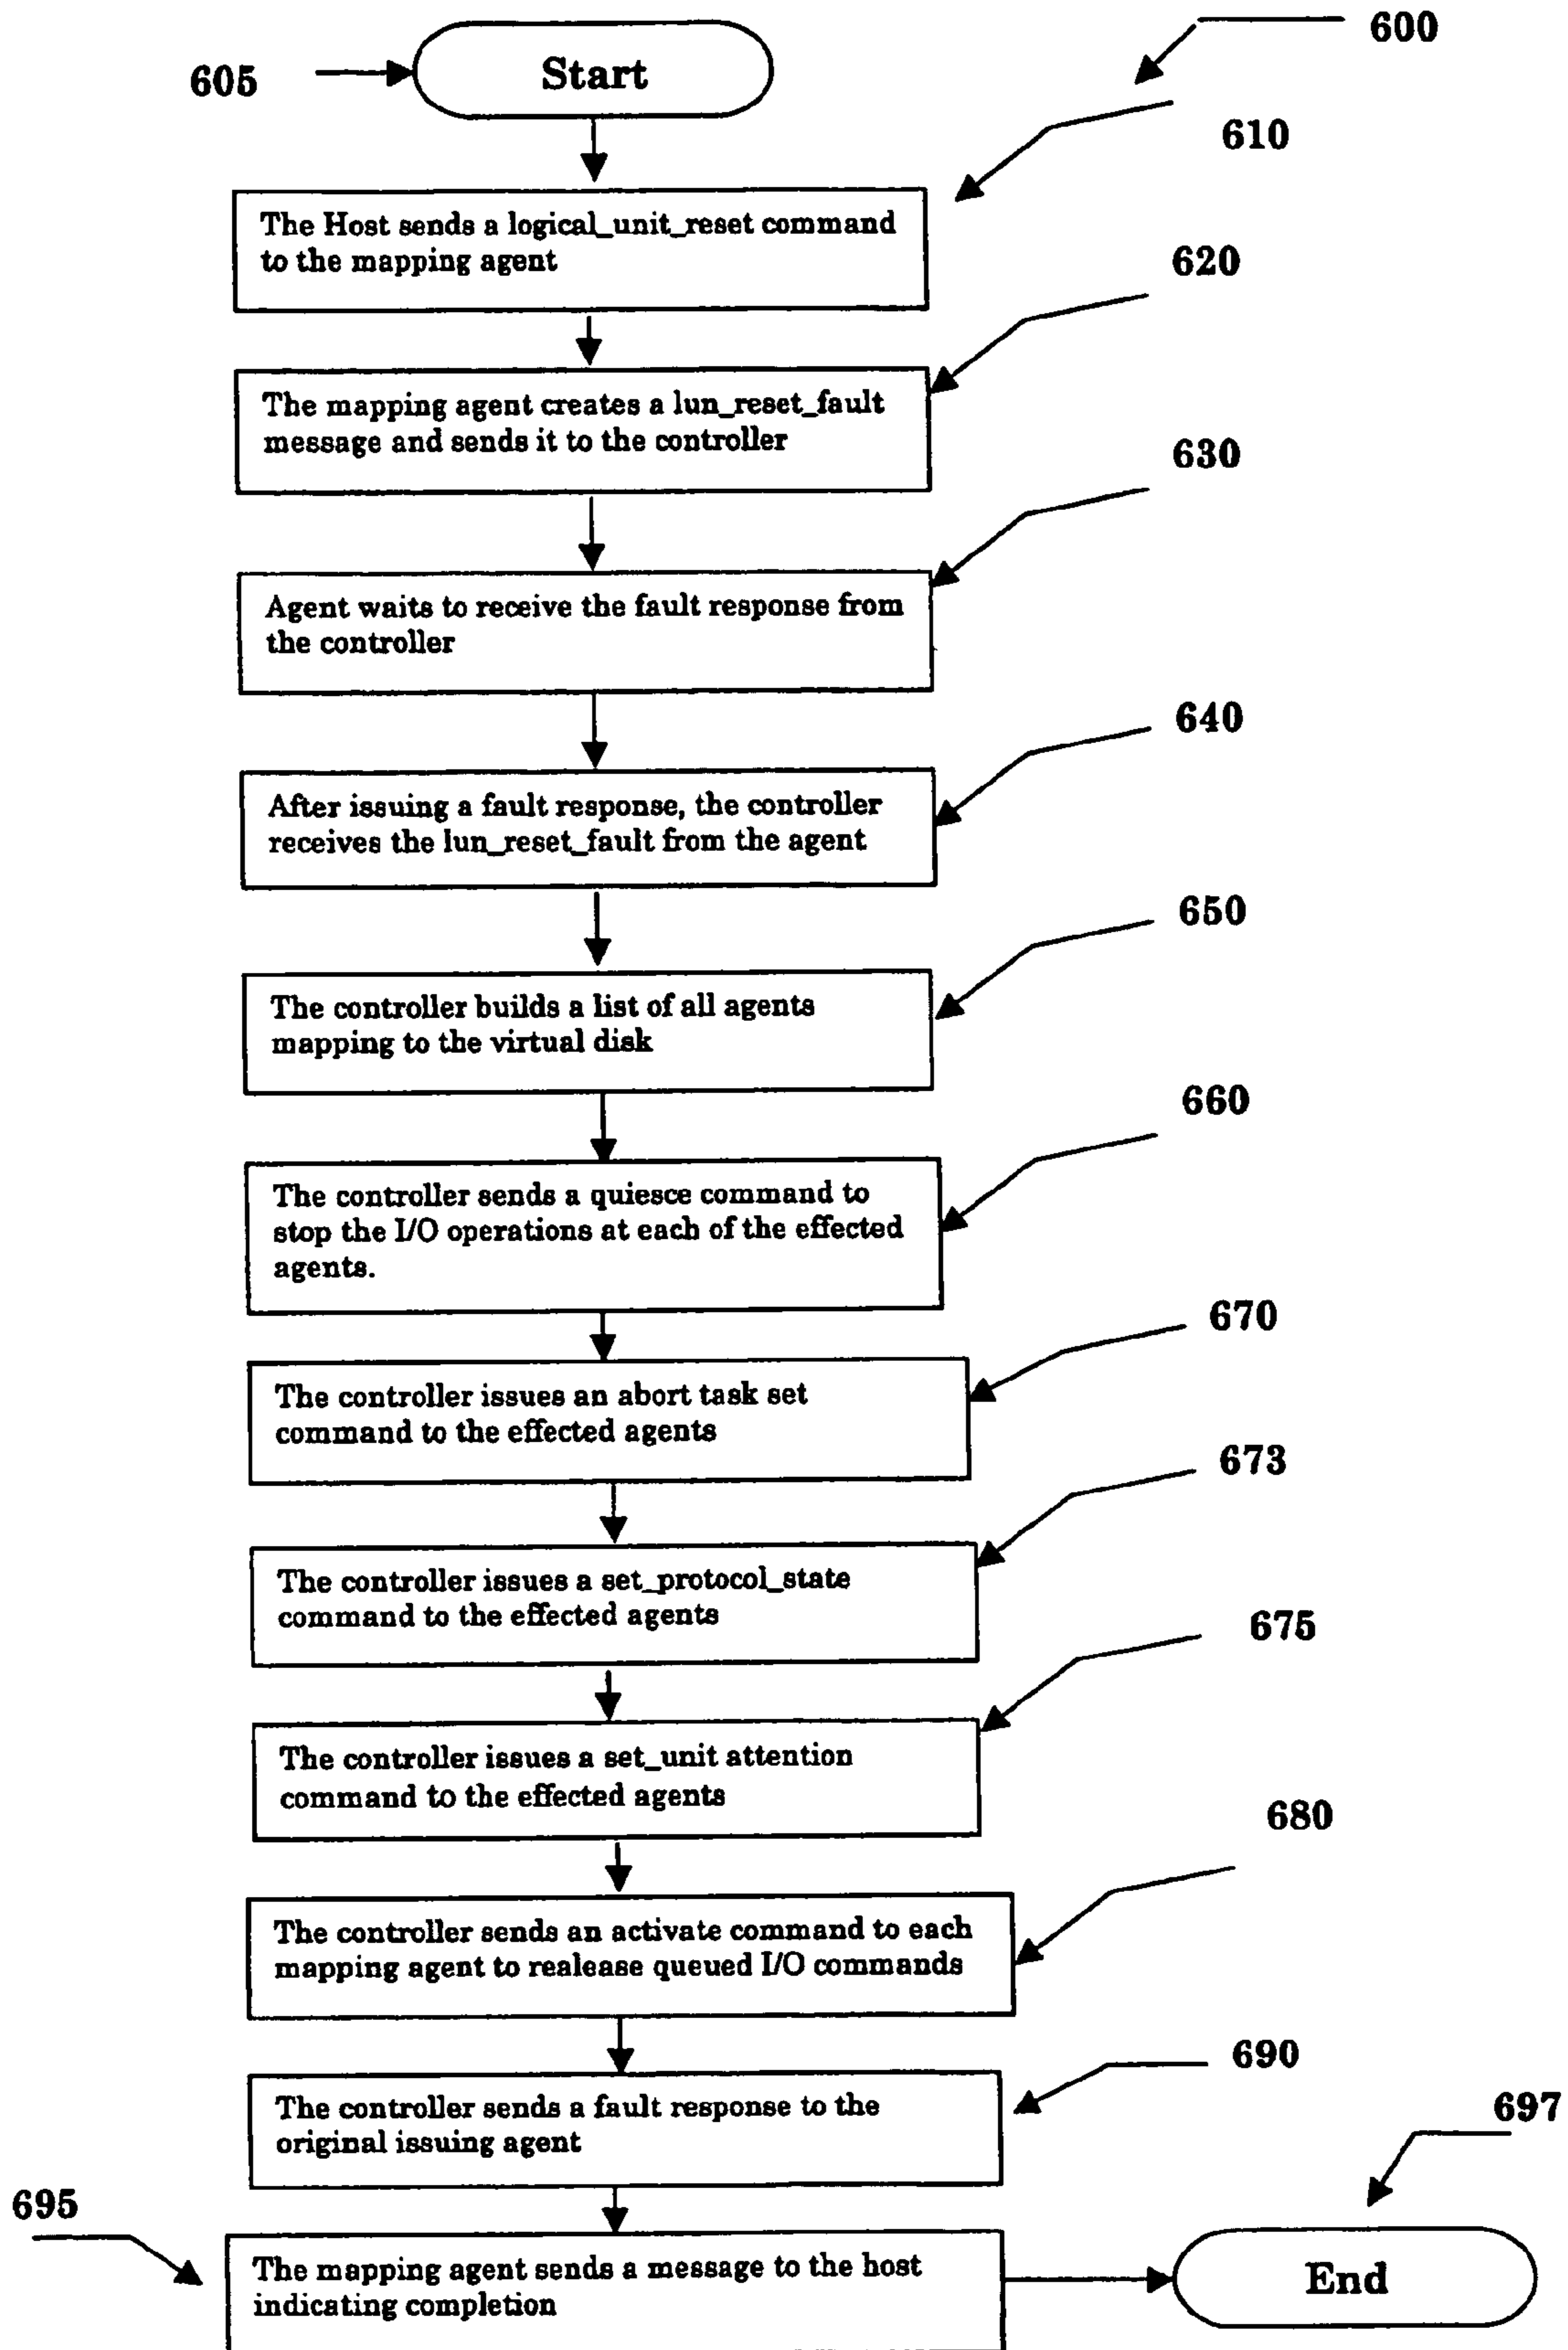 600
605
Start
610
The Host sends a logical_unit_reset command
to the mapping agent
620
The mapping agent creates a lun_reset_fault
message and sends it to the controller
630
Agent waits to receive the fault response from
the controller
640
After issuing a fault response, the controller
receives the lun_reset_fault from the agent
650
The controller builds a list of all agents
mapping to the virtual disk
660
The controller sends a quiesce command to
stop the I/O operations at each of the effected
agents.
670
The controller issues an abort task set
command to the effected agents
673
The controller issues a set_protocol_state
command to the effected agents
675
The controller issues a set_unit attention
command to the effected agents
680
The controller sends an activate command to each
mapping agent to realease queued I/O commands
690
The controller sends a fault response to the
original issuing agent
697
695
The mapping agent sends a message to the host
indicating completion
End